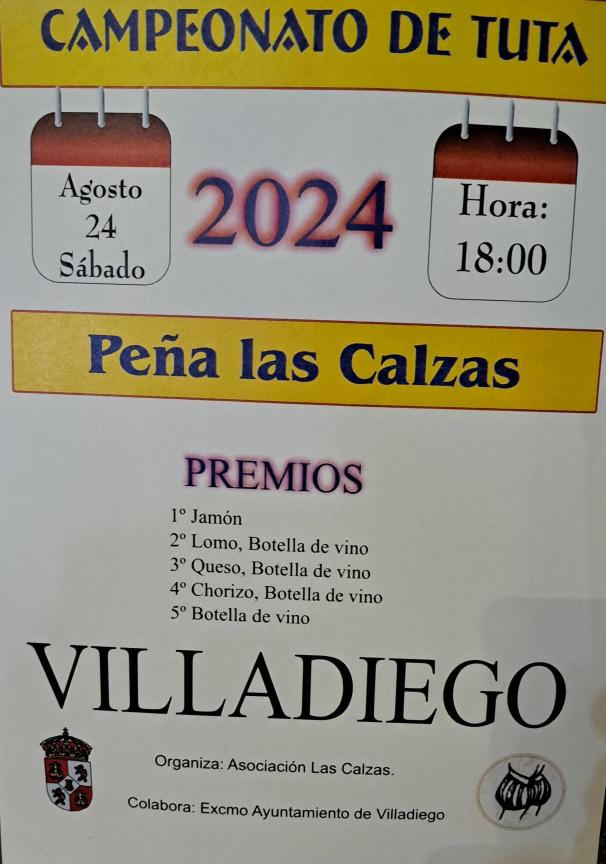 CAMPEONATO DE TUTA
Agosto
24
Sábado
2024
Hora:
18:00
Peña las Calzas
PREMIOS
1º Jamón
2º Lomo, Botella de vino
3º Queso, Botella de vino
4º Chorizo, Botella de vino
5º Botella de vino
VILLADIEGO
Organiza: Asociación Las Calzas.
Colabora: Excmo Ayuntamiento de Villadiego